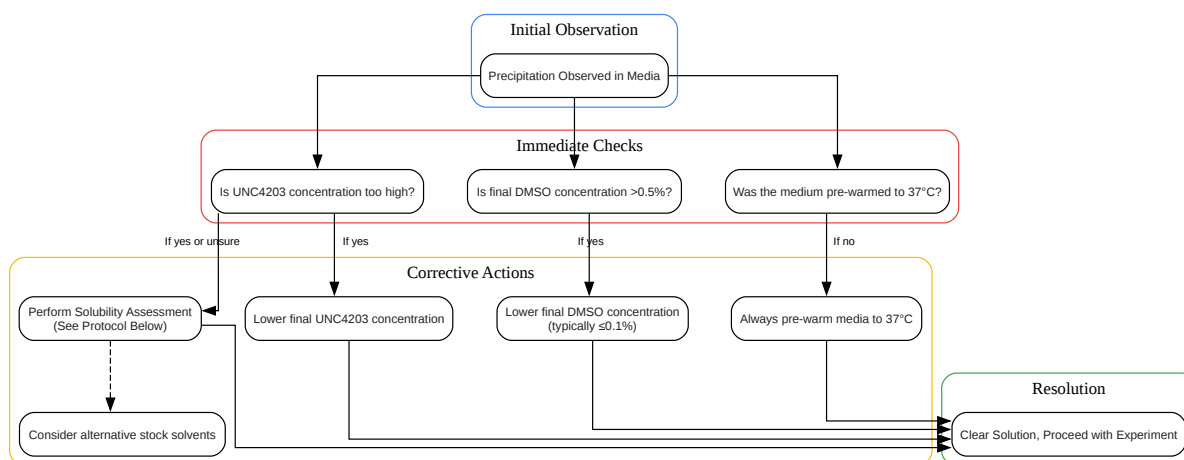 Initial Observation
Precipitation Observed in Media
Immediate Checks
Is UNC4203 concentration too high?
Is final DMSO concentration >0.5%?
Was the medium pre-warmed to 37°C?
If yes or unsure
If yes
If yes
If no
Corrective Actions
Perform Solubility Assessment
(See Protocol Below)
Lower final UNC4203 concentration
Lower final DMSO concentration
(typically ≤0.1%)
Always pre-warm media to 37°C
Resolution
Consider alternative stock solvents
Clear Solution, Proceed with Experiment